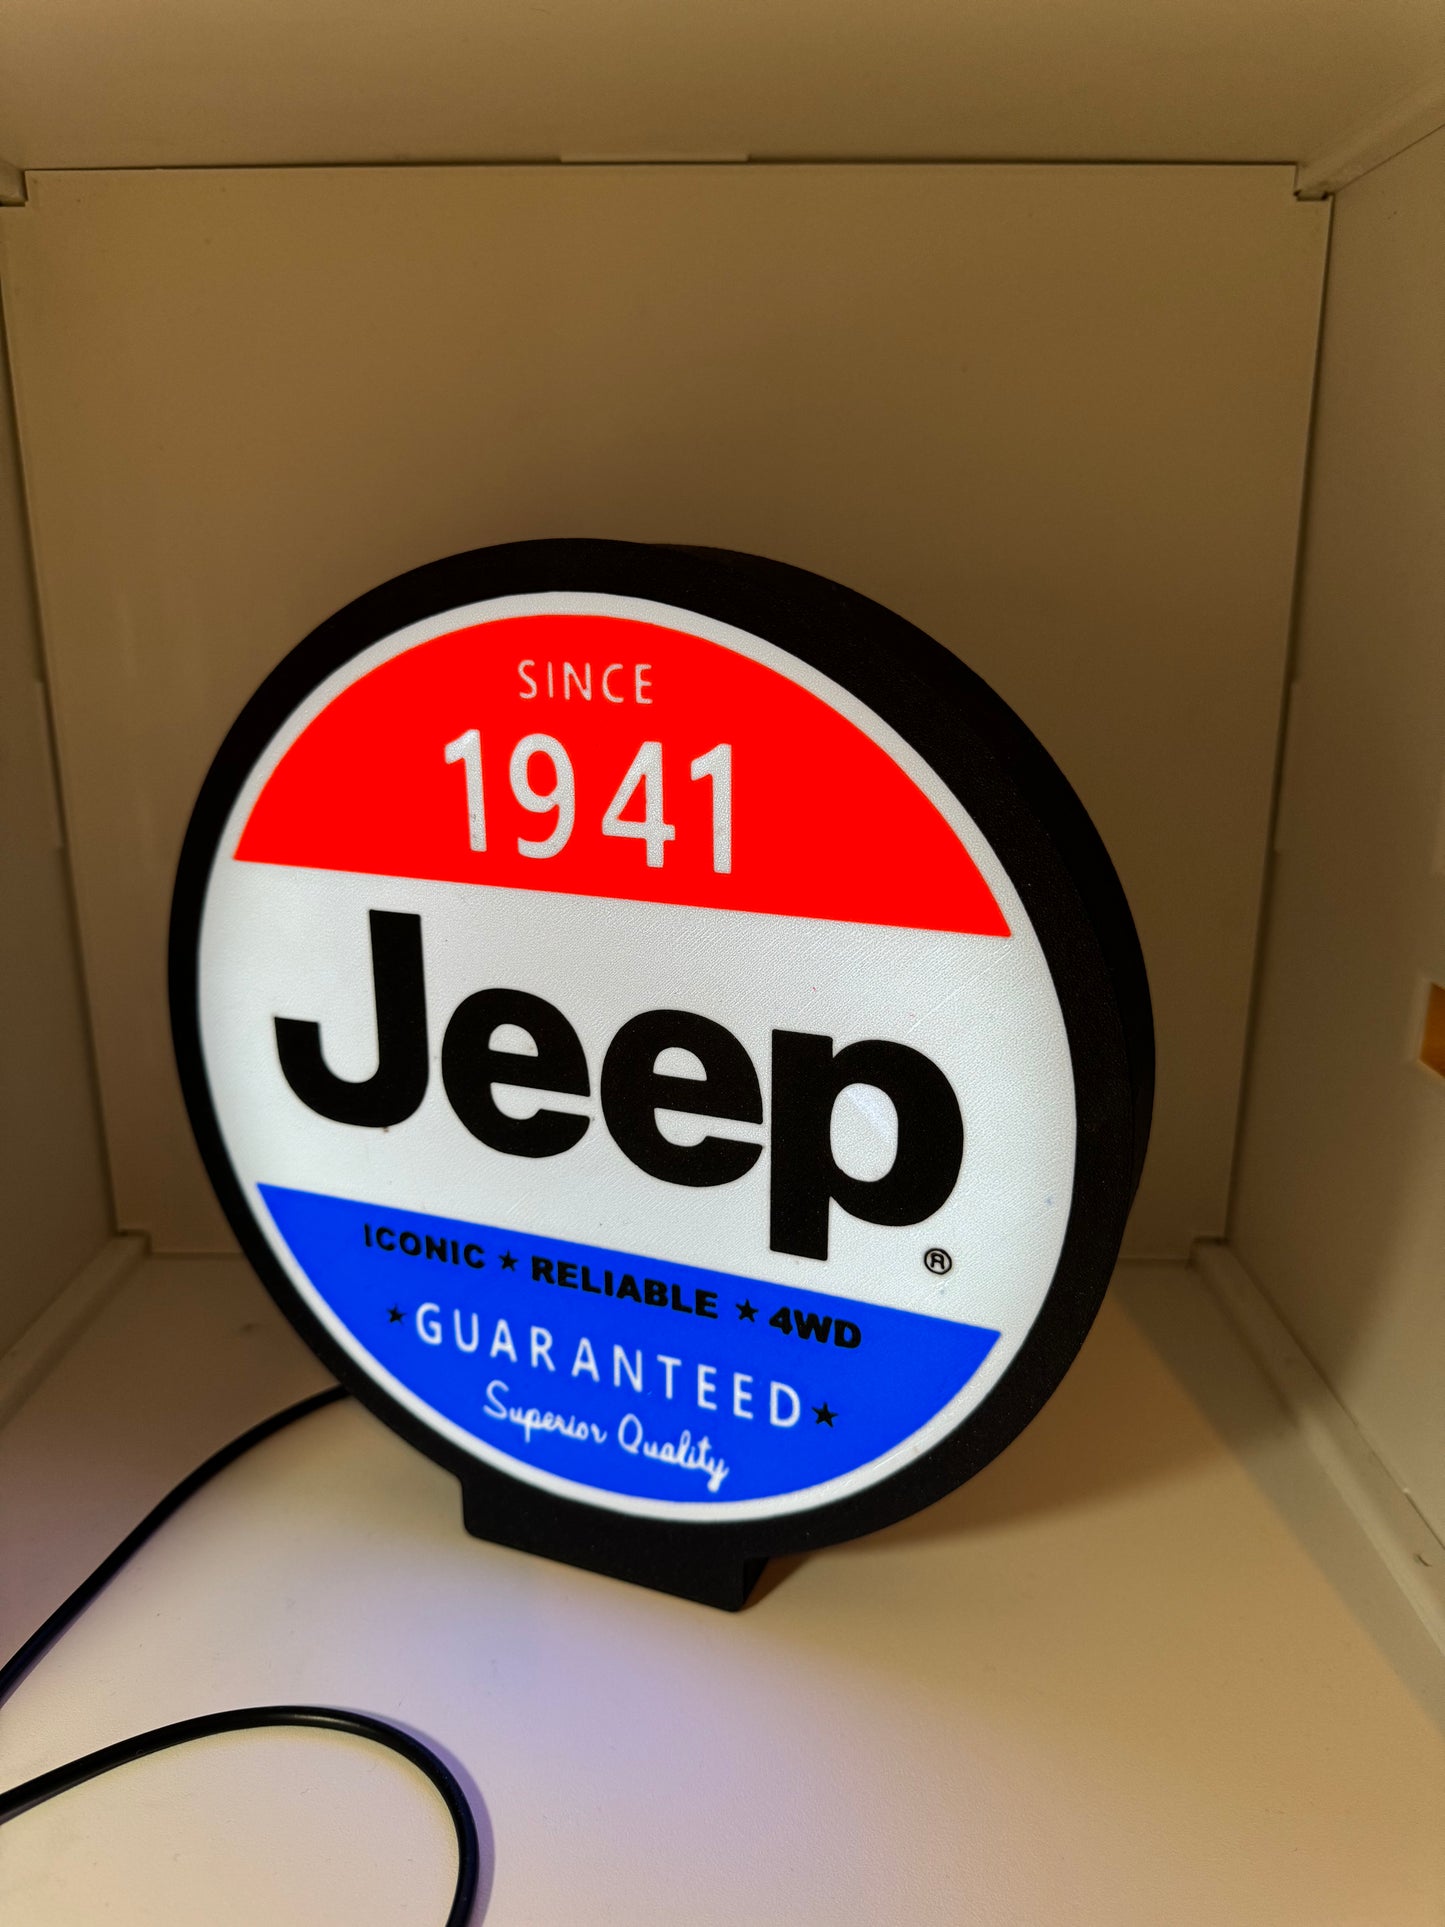 SINCE
1941
Jeep
®
ICONIC ★ RELIABLE ★ 4WD
★ GUARANTEED ★
Superior Quality